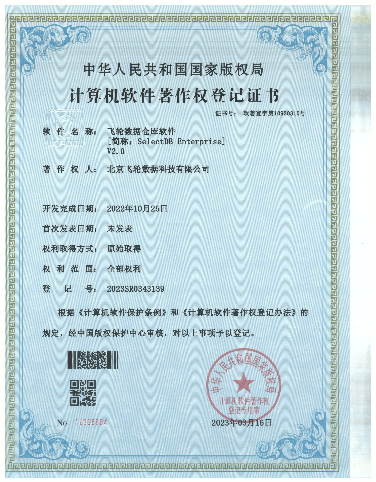 中华人民共和国国家版权局
计算机软件著作权登记证书
证书号： 软著登字第10930310号
软件名称： 飞轮数据仓库软件
[简称：SelectDB Enterprise]
V2.0
著作权人： 北京飞轮数据科技有限公司
开发完成日期： 2022年10月25日
首次发表日期： 未发表
权利取得方式： 原始取得
权利范围： 全部权利
登记号： 2023SR0343139
根据《计算机软件保护条例》和《计算机软件著作权登记办法》的
规定，经中国版权保护中心审核，对以上事项予以登记。
中华人民共和国国家版权局
计算机软件著作权
登记专用章
No.
2023年03月16日